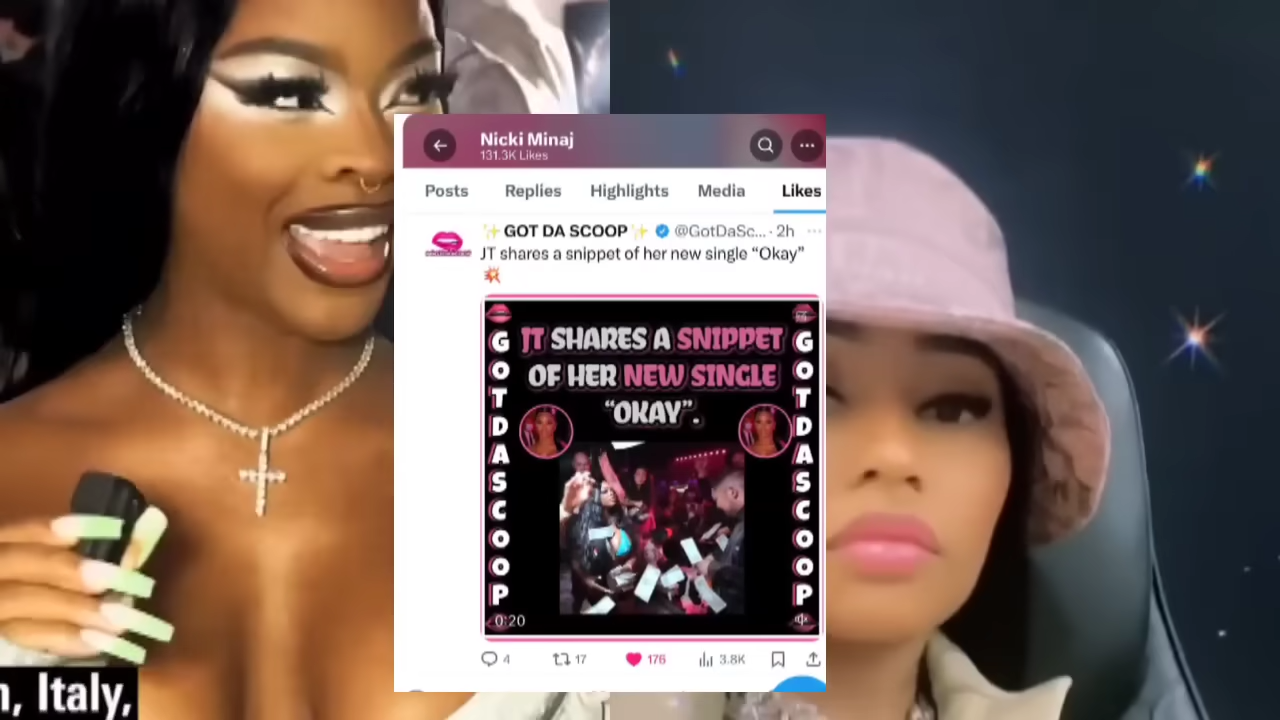 Nicki Minaj
131.3K Likes
Posts Replies Highlights Media Likes
✨ GOT DA SCOOP ✨ @GotDaSc... · 2h
JT shares a snippet of her new single “Okay”
💥
JT SHARES A SNIPPET
OF HER NEW SINGLE
“OKAY”.
GOTDASCOOP
GOTDASCOOP
0:20
4 17 176 3.8K
, Italy,